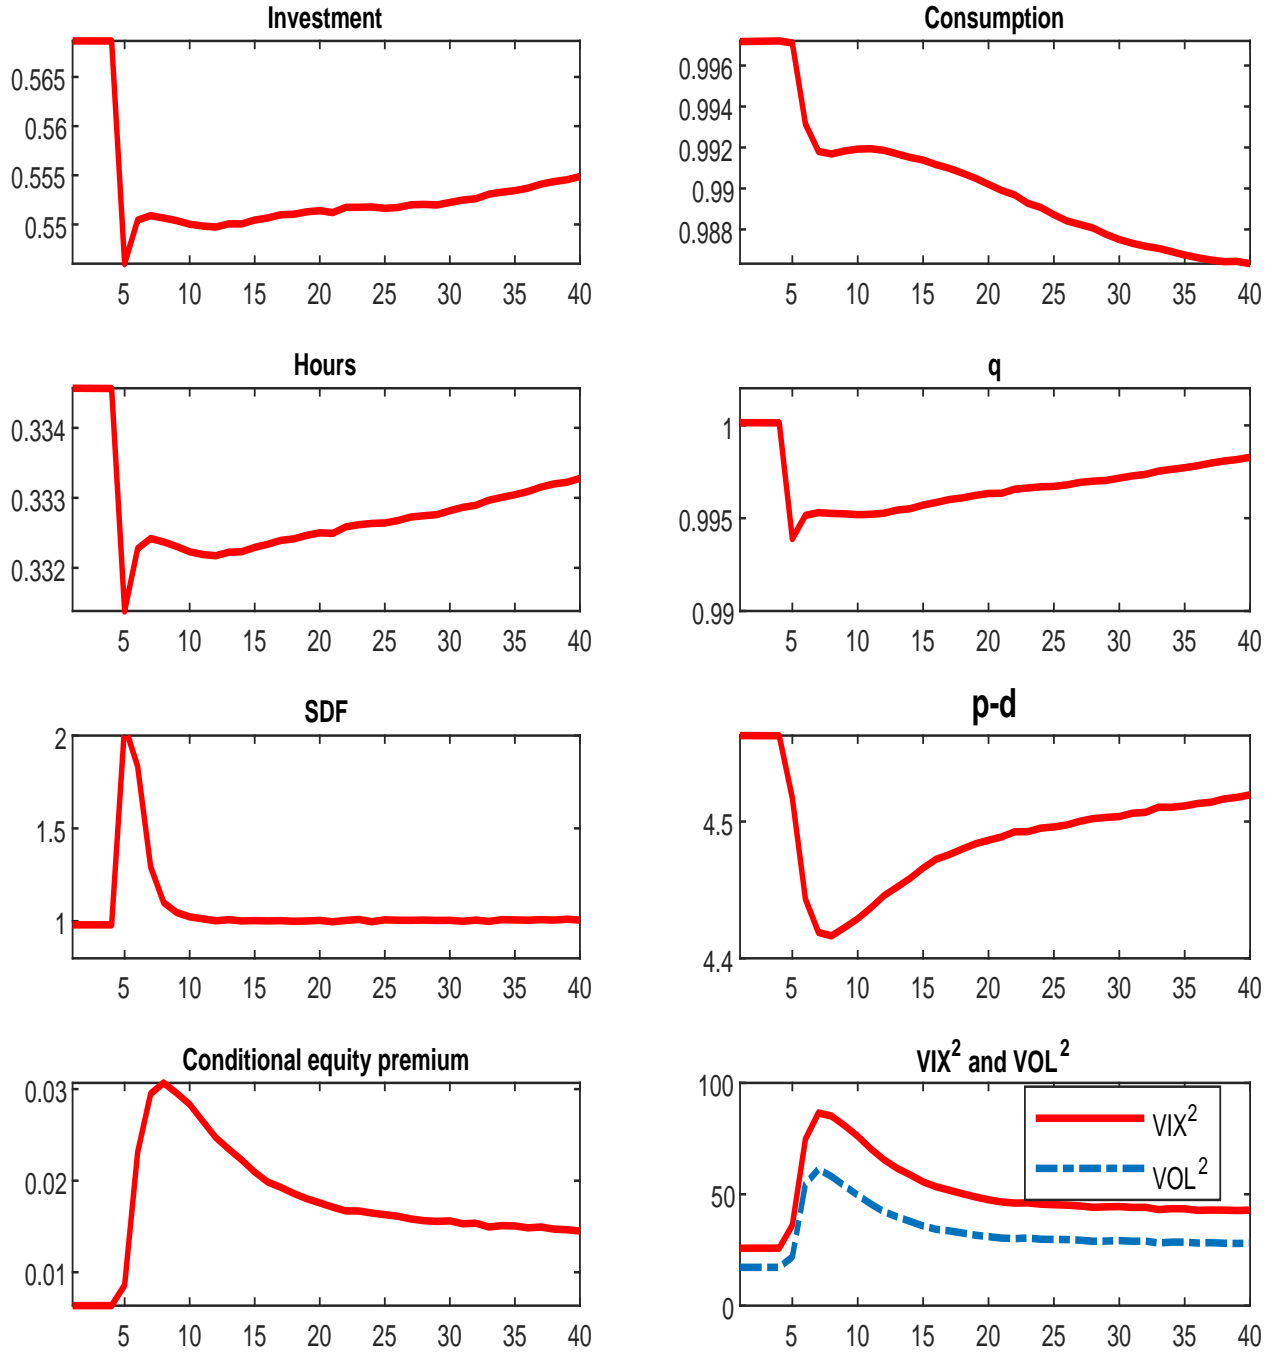 Investment
0.565
0.56
0.555
0.55
5 10 15 20 25 30 35 40
Consumption
0.996
0.994
0.992
0.99
0.988
5 10 15 20 25 30 35 40
Hours
0.334
0.333
0.332
5 10 15 20 25 30 35 40
q
1
0.995
0.99
5 10 15 20 25 30 35 40
SDF
2
1.5
1
5 10 15 20 25 30 35 40
p-d
4.5
4.4
5 10 15 20 25 30 35 40
Conditional equity premium
0.03
0.02
0.01
5 10 15 20 25 30 35 40
VIX² and VOL²
100
50
0
VIX²
VOL²
5 10 15 20 25 30 35 40